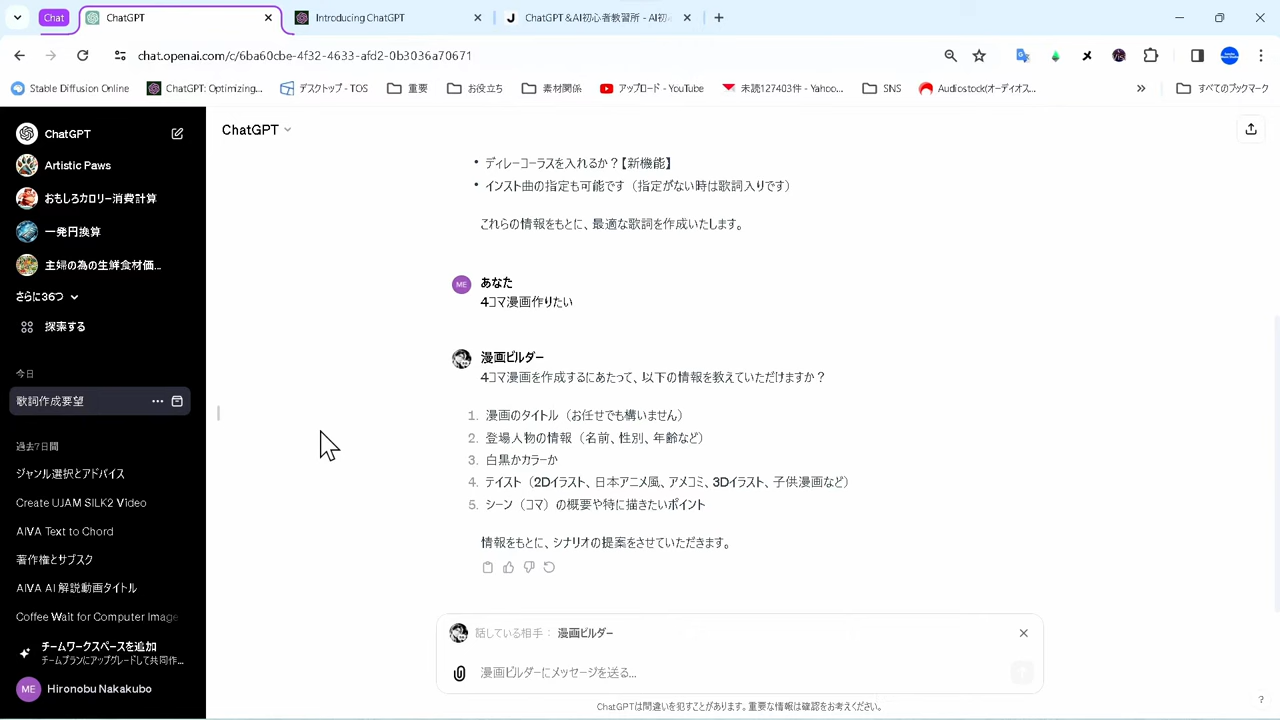 Chat
ChatGPT
Introducing ChatGPT
ChatGPT＆AI初心者教習所 - AI初
chat.openai.com/c/6ba60cbe-4f32-4633-afd2-0b3036a70671
Stable Diffusion Online
ChatGPT: Optimizing...
デスクトップ - TOS
重要
お役立ち
素材関係
アップロード - YouTube
未読127403件 - Yahoo...
SNS
Audiostock(オーディオス...
»
すべてのブックマーク
ChatGPT
Artistic Paws
おもしろカロリー消費計算
一発円換算
主婦の為の生鮮食材価...
さらに36つ
探索する
今日
歌詞作成要望
過去7日間
ジャンル選択とアドバイス
Create UJAM SILK2 Video
AIVA Text to Chord
著作権とサブスク
AIVA AI 解説動画タイトル
Coffee Wait for Computer Image
チームワークスペースを追加
チームプランにアップグレードして共同作...
ME Hironobu Nakakubo
ChatGPT
• ディレーコーラスを入れるか？【新機能】
• インスト曲の指定も可能です（指定がない時は歌詞入りです）
これらの情報をもとに、最適な歌詞を作成いたします。
ME あなた
4コマ漫画作りたい
漫画ビルダー
4コマ漫画を作成するにあたって、以下の情報を教えていただけますか？
1. 漫画のタイトル（お任せでも構いません）
2. 登場人物の情報（名前、性別、年齢など）
3. 白黒かカラーか
4. テイスト（2Dイラスト、日本アニメ風、アメコミ、3Dイラスト、子供漫画など）
5. シーン（コマ）の概要や特に描きたいポイント
情報をもとに、シナリオの提案をさせていただきます。
話している相手： 漫画ビルダー
漫画ビルダーにメッセージを送る...
ChatGPTは間違いを犯すことがあります。重要な情報は確認をお考えください。
?